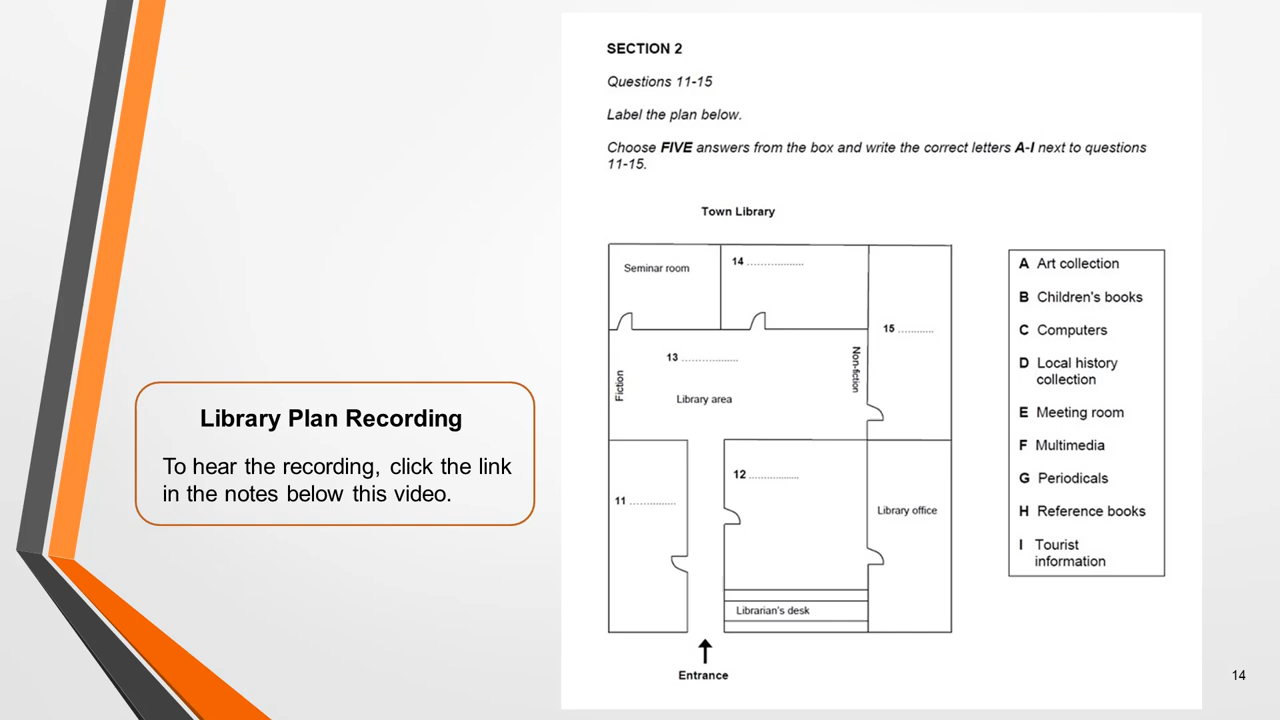 Library Plan Recording
To hear the recording, click the link
in the notes below this video.
SECTION 2
Questions 11-15
Label the plan below.
Choose FIVE answers from the box and write the correct letters A-I next to questions
11-15.
Town Library
Seminar room
14 ...................
15 ............
13 ...................
Fiction
Non-fiction
Library area
12 .................
11 ................
Library office
Librarian's desk
Entrance
A Art collection
B Children's books
C Computers
D Local history
collection
E Meeting room
F Multimedia
G Periodicals
H Reference books
I Tourist
information
14